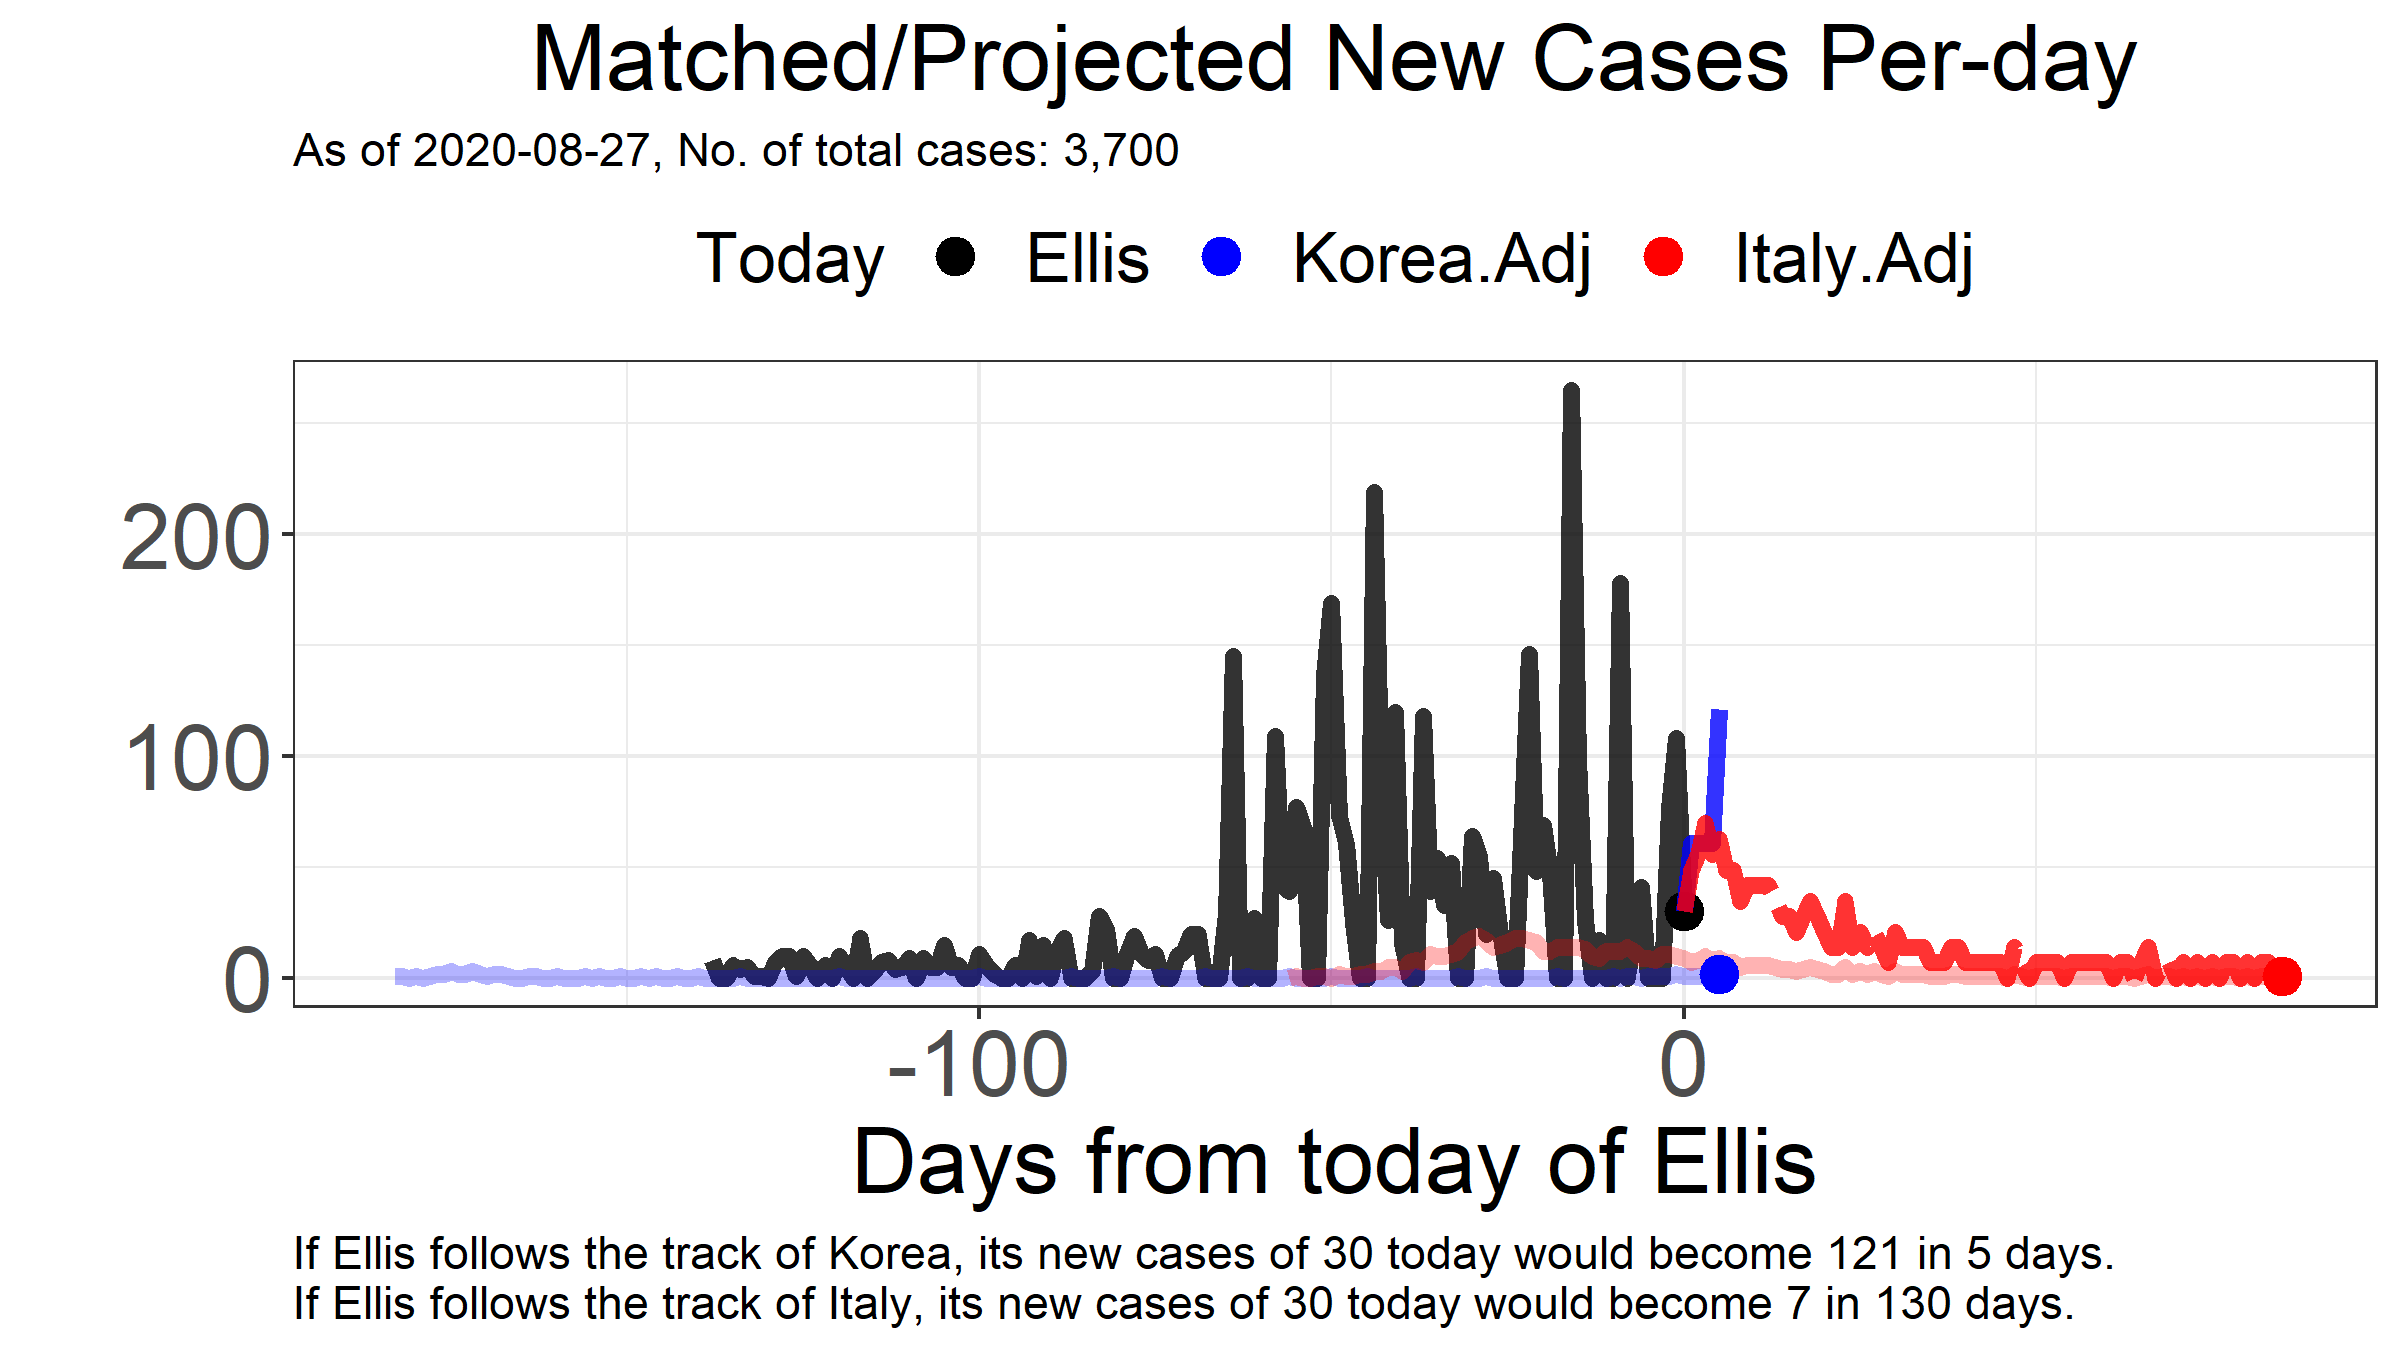 Matched/Projected New Cases Per-day
As of 2020-08-27, No. of total cases: 3,700
Today Ellis Korea.Adj Italy.Adj
200
100
0
-100 0
Days from today of Ellis
If Ellis follows the track of Korea, its new cases of 30 today would become 121 in 5 days.
If Ellis follows the track of Italy, its new cases of 30 today would become 7 in 130 days.